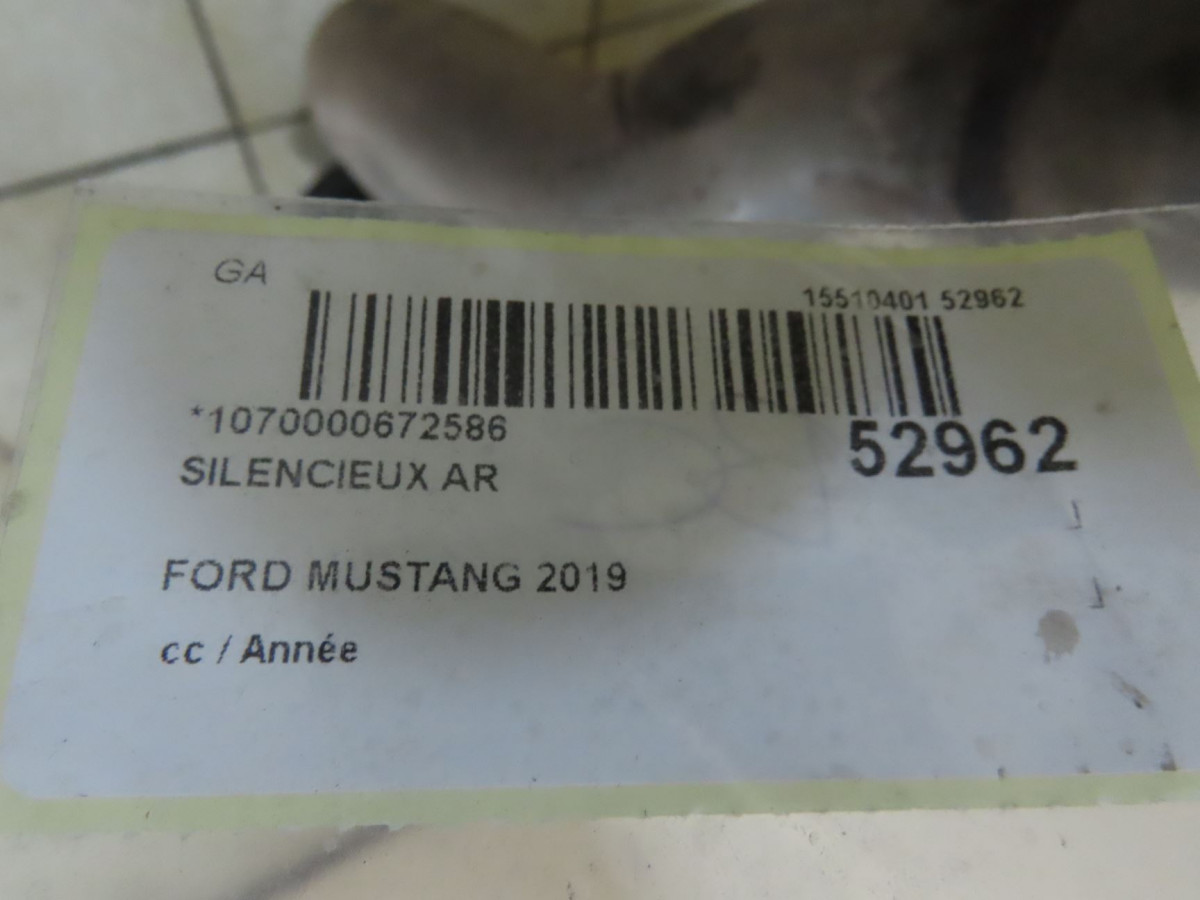 GA
15510401 52962
*1070000672586
52962
SILENCIEUX AR
FORD MUSTANG 2019
cc / Année